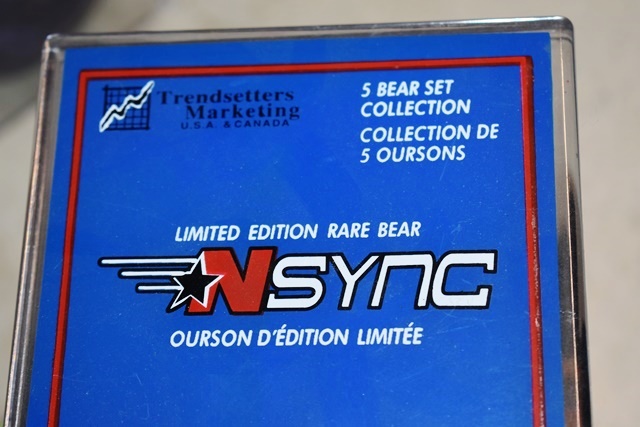 Trendsetters
Marketing
U.S.A. & CANADA
5 BEAR SET
COLLECTION
COLLECTION DE
5 OURSONS
LIMITED EDITION RARE BEAR
NSYNC
OURSON D'ÉDITION LIMITÉE